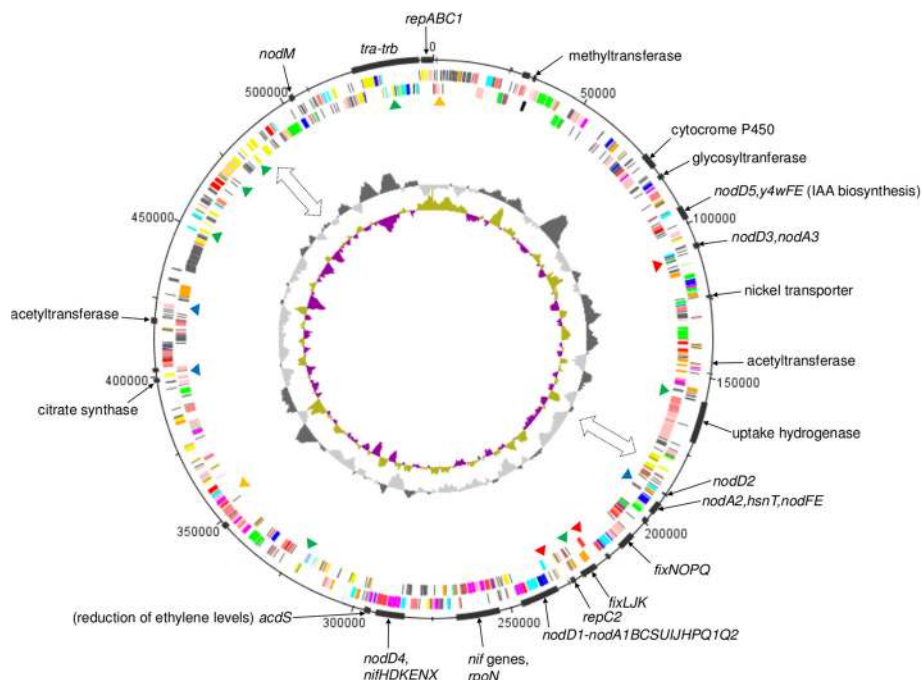 repABC1
0
tra-trb
nodM
methyltransferase
500000
50000
cytocrome P450
glycosyltranferase
nodD5,y4wFE (IAA biosynthesis)
450000
100000
nodD3,nodA3
nickel transporter
acetyltransferase
acetyltransferase
400000
150000
citrate synthase
uptake hydrogenase
nodD2
nodA2,hsnT,nodFE
350000
200000
fixNOPQ
fixLJK
(reduction of ethylene levels) acdS
300000
250000
repC2
nodD1-nodA1BCSUIJHPQ1Q2
nodD4,
nifHDKENX
nif genes,
rpoN